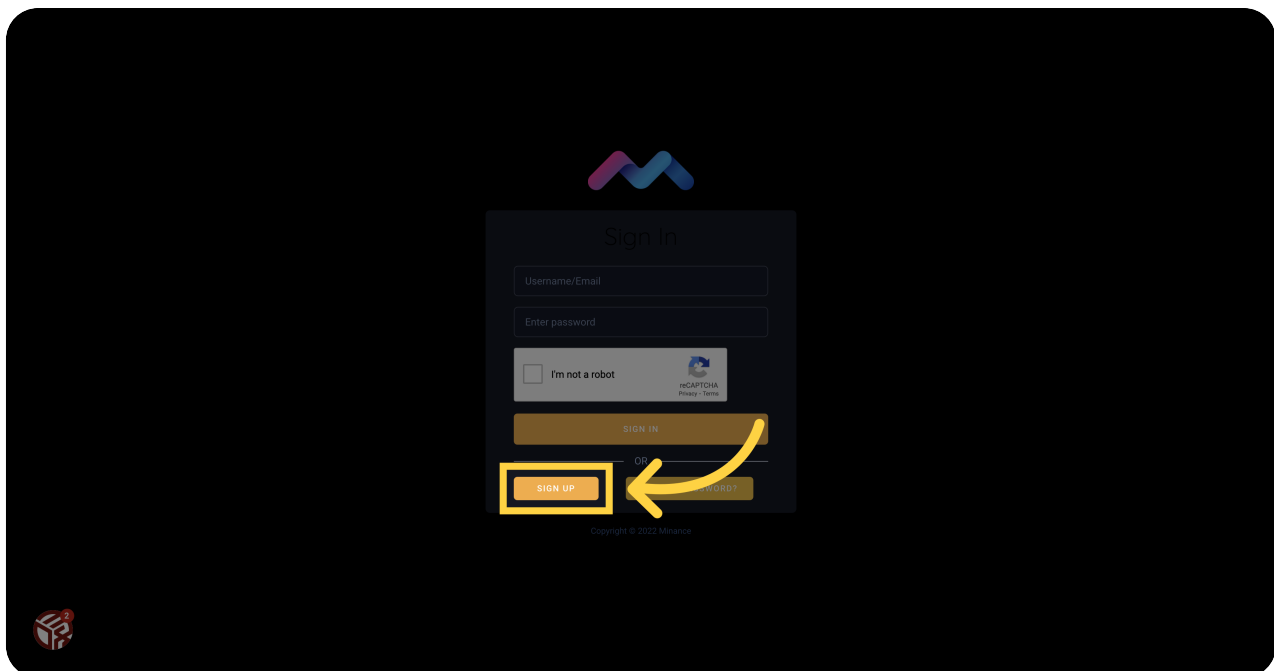 Sign In
Username/Email
Enter password
I'm not a robot
reCAPTCHA
Privacy - Terms
SIGN IN
OR
SIGN UP
Copyright © 2022 Minance
2